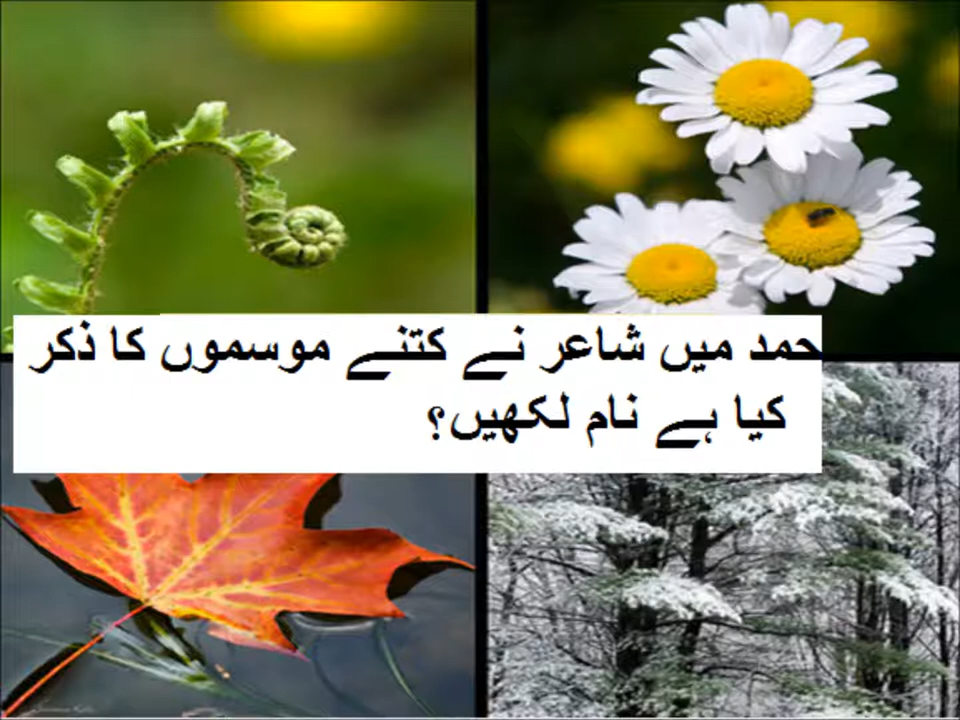 حمد میں شاعر نے کتنے موسموں کا ذکر
کیا ہے نام لکھیں؟